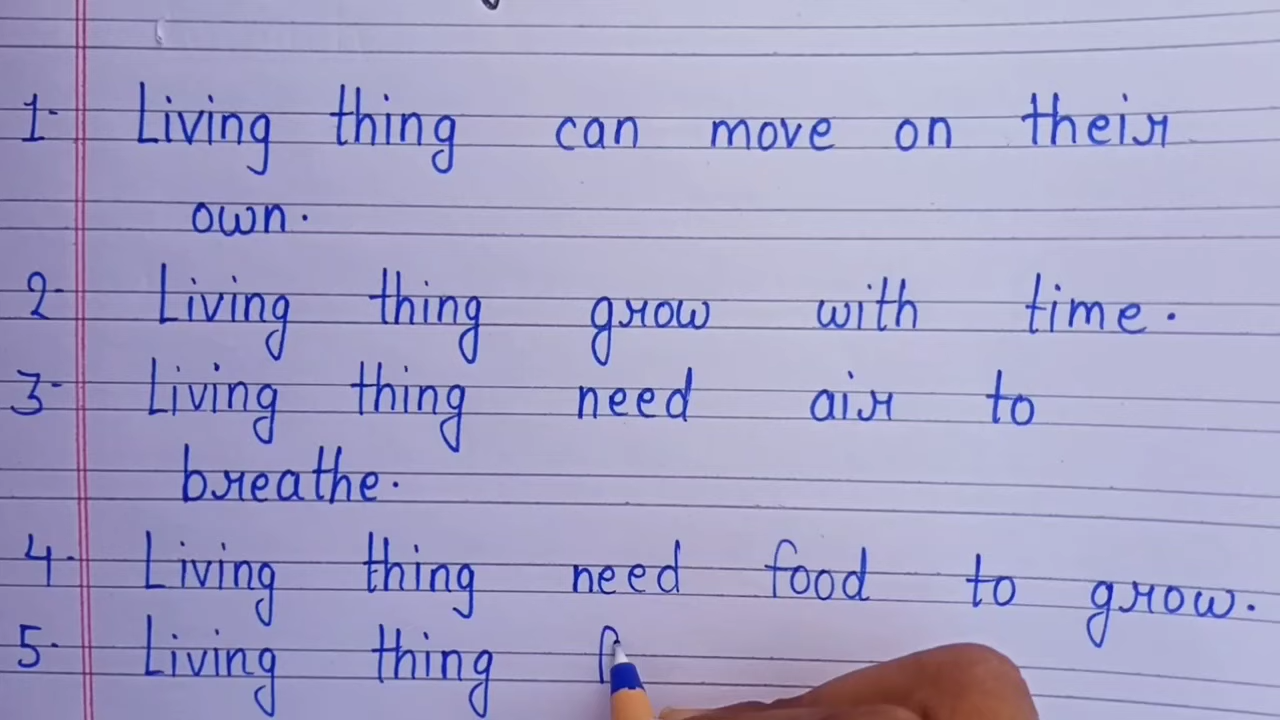 1- Living thing can move on their
own.
2- Living thing grow with time.
3- Living thing need air to
breathe.
4- Living thing need food to grow.
5- Living thing